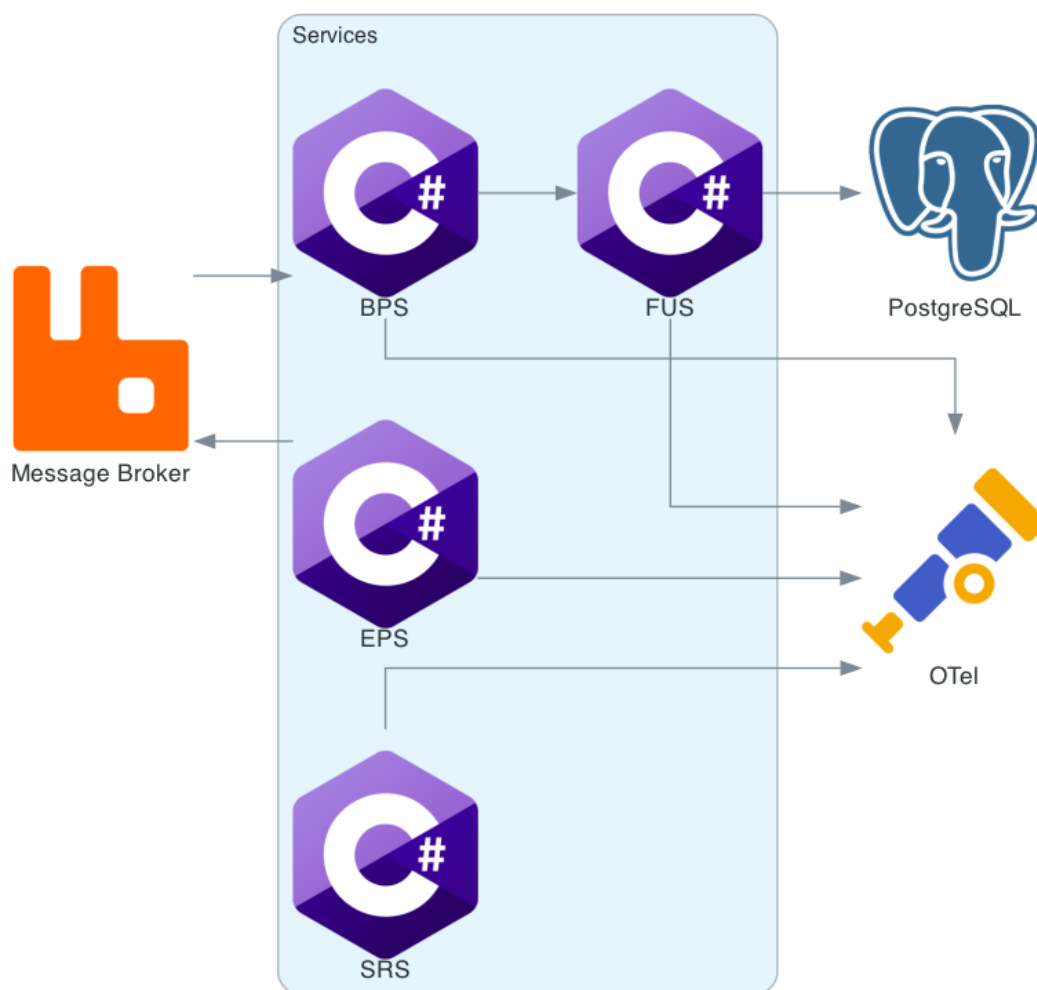 Services
BPS
FUS
PostgreSQL
Message Broker
EPS
OTel
SRS